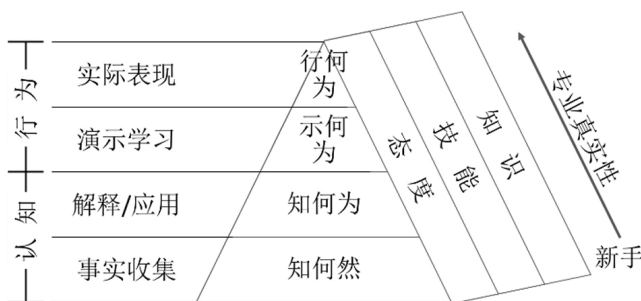 行为
认知
实际表现
演示学习
解释/应用
事实收集
行何
为
示何
为
知何为
知何然
态度
技能
知识
专业真实性
新手